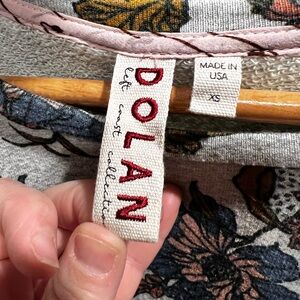 DOLAN
left coast collection
MADE IN
USA
XS